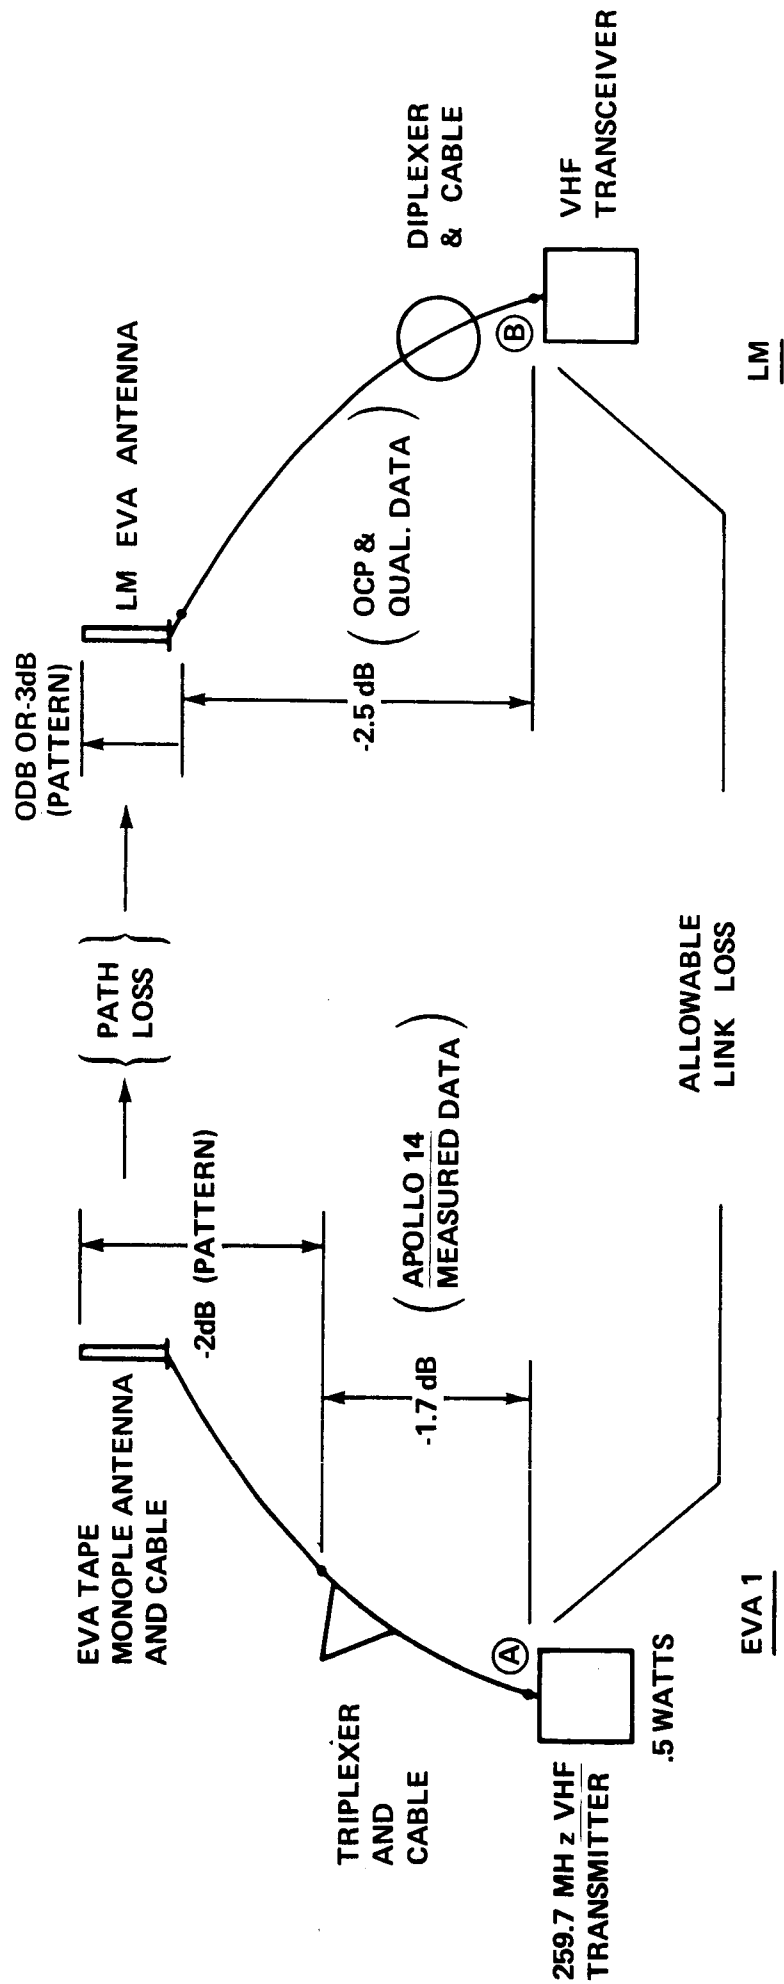 EVA TAPE
MONOPLE ANTENNA
AND CABLE
-2dB (PATTERN)
PATH
LOSS
ODB OR-3dB
(PATTERN)
LM EVA ANTENNA
TRIPLEXER
AND
CABLE
-1.7 dB
(APOLLO 14
MEASURED DATA)
-2.5 dB
(OCP &
QUAL. DATA)
DIPLEXER
& CABLE
A
B
259.7 MHz VHF
TRANSMITTER
.5 WATTS
VHF
TRANSCEIVER
ALLOWABLE
LINK LOSS
EVA 1
LM